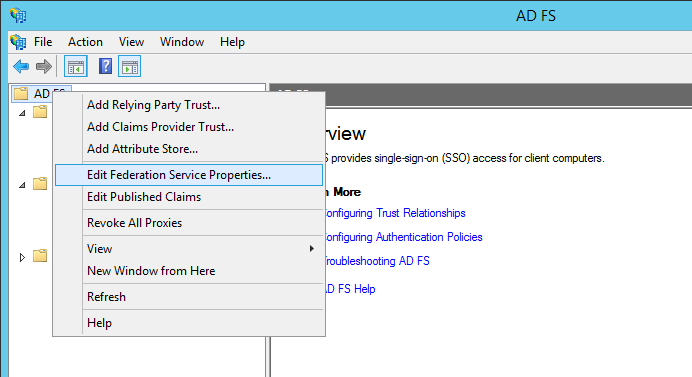 AD FS
File Action View Window Help
AD FS
Add Relying Party Trust...
Add Claims Provider Trust...
Add Attribute Store...
Edit Federation Service Properties...
Edit Published Claims
Revoke All Proxies
View
New Window from Here
Refresh
Help
rview
S provides single-sign-on (SSO) access for client computers.
n More
onfiguring Trust Relationships
onfiguring Authentication Policies
roubleshooting AD FS
AD FS Help